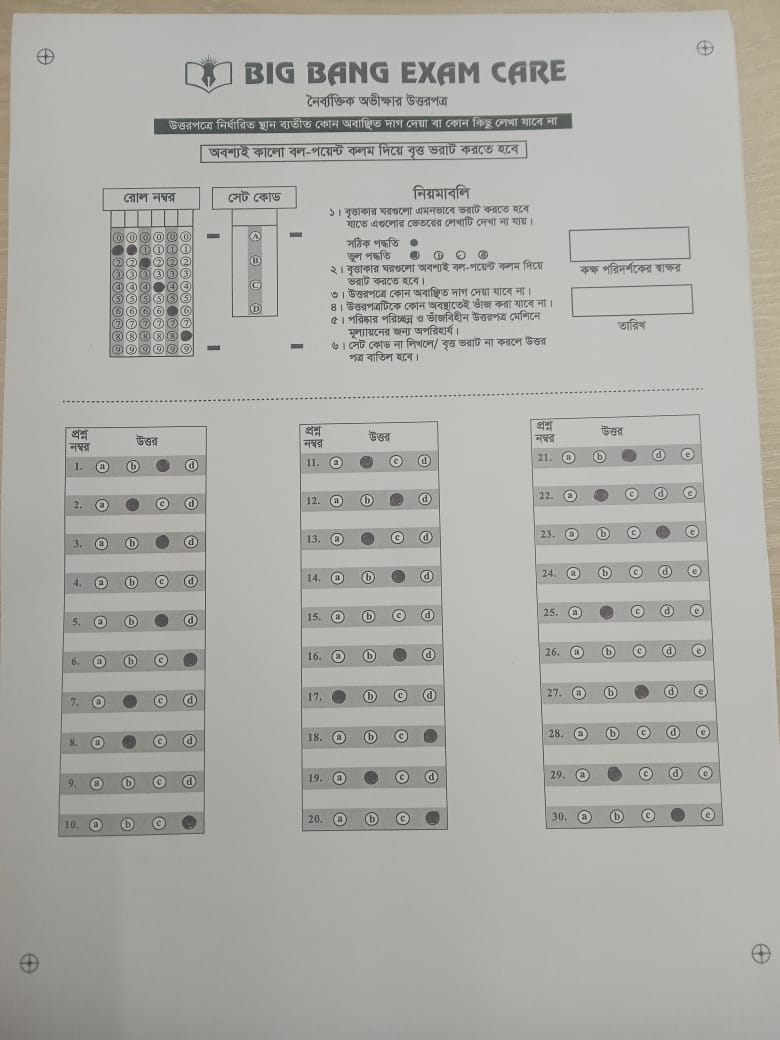 BIG BANG EXAM CARE
নৈর্ব্যক্তিক অভীক্ষার উত্তরপত্র
উত্তরপত্রে নির্ধারিত স্থান ব্যতীত কোন অবাঞ্ছিত দাগ দেয়া বা কোন কিছু লেখা যাবে না
অবশ্যই কালো বল-পয়েন্ট কলম দিয়ে বৃত্ত ভরাট করতে হবে
রোল নম্বর
0 0 0 0 0 0
1 1 1 1
2 2 2 2 2
3 3 3 3 3 3
4 4 4 4 4
5 5 5 5 5 5
6 6 6 6 6
7 7 7 7 7 7
8 8 8 8 8
9 9 9 9 9 9
সেট কোড
A
B
C
D
নিয়মাবলি
১। বৃত্তাকার ঘরগুলো এমনভাবে ভরাট করতে হবে
যাতে এগুলোর ভেতরের লেখাটি দেখা না যায়।
সঠিক পদ্ধতি
ভুল পদ্ধতি
২। বৃত্তাকার ঘরগুলো অবশ্যই বল-পয়েন্ট কলম দিয়ে
ভরাট করতে হবে।
৩। উত্তরপত্রে কোন অবাঞ্ছিত দাগ দেয়া যাবে না।
৪। উত্তরপত্রটিকে কোন অবস্থাতেই ভাঁজ করা যাবে না।
৫। পরিষ্কার পরিচ্ছন্ন ও ভাঁজবিহীন উত্তরপত্র মেশিনে
মূল্যায়নের জন্য অপরিহার্য।
৬। সেট কোড না লিখলে/ বৃত্ত ভরাট না করলে উত্তর
পত্র বাতিল হবে।
কক্ষ পরিদর্শকের স্বাক্ষর
তারিখ
প্রশ্ন
নম্বর
উত্তর
1. a b d
2. a c d
3. a b d
4. a b c d
5. a b d
6. a b c
7. a c d
8. a c d
9. a b c d
10. a b c
প্রশ্ন
নম্বর
উত্তর
11. a c d
12. a b d
13. a c d
14. a b d
15. a b c d
16. a b d
17. b c d
18. a b c
19. a c d
20. a b c
প্রশ্ন
নম্বর
উত্তর
21. a b d e
22. a c d e
23. a b c e
24. a b c d e
25. a c d e
26. a b c d e
27. a b d e
28. a b c d e
29. a c d e
30. a b c e